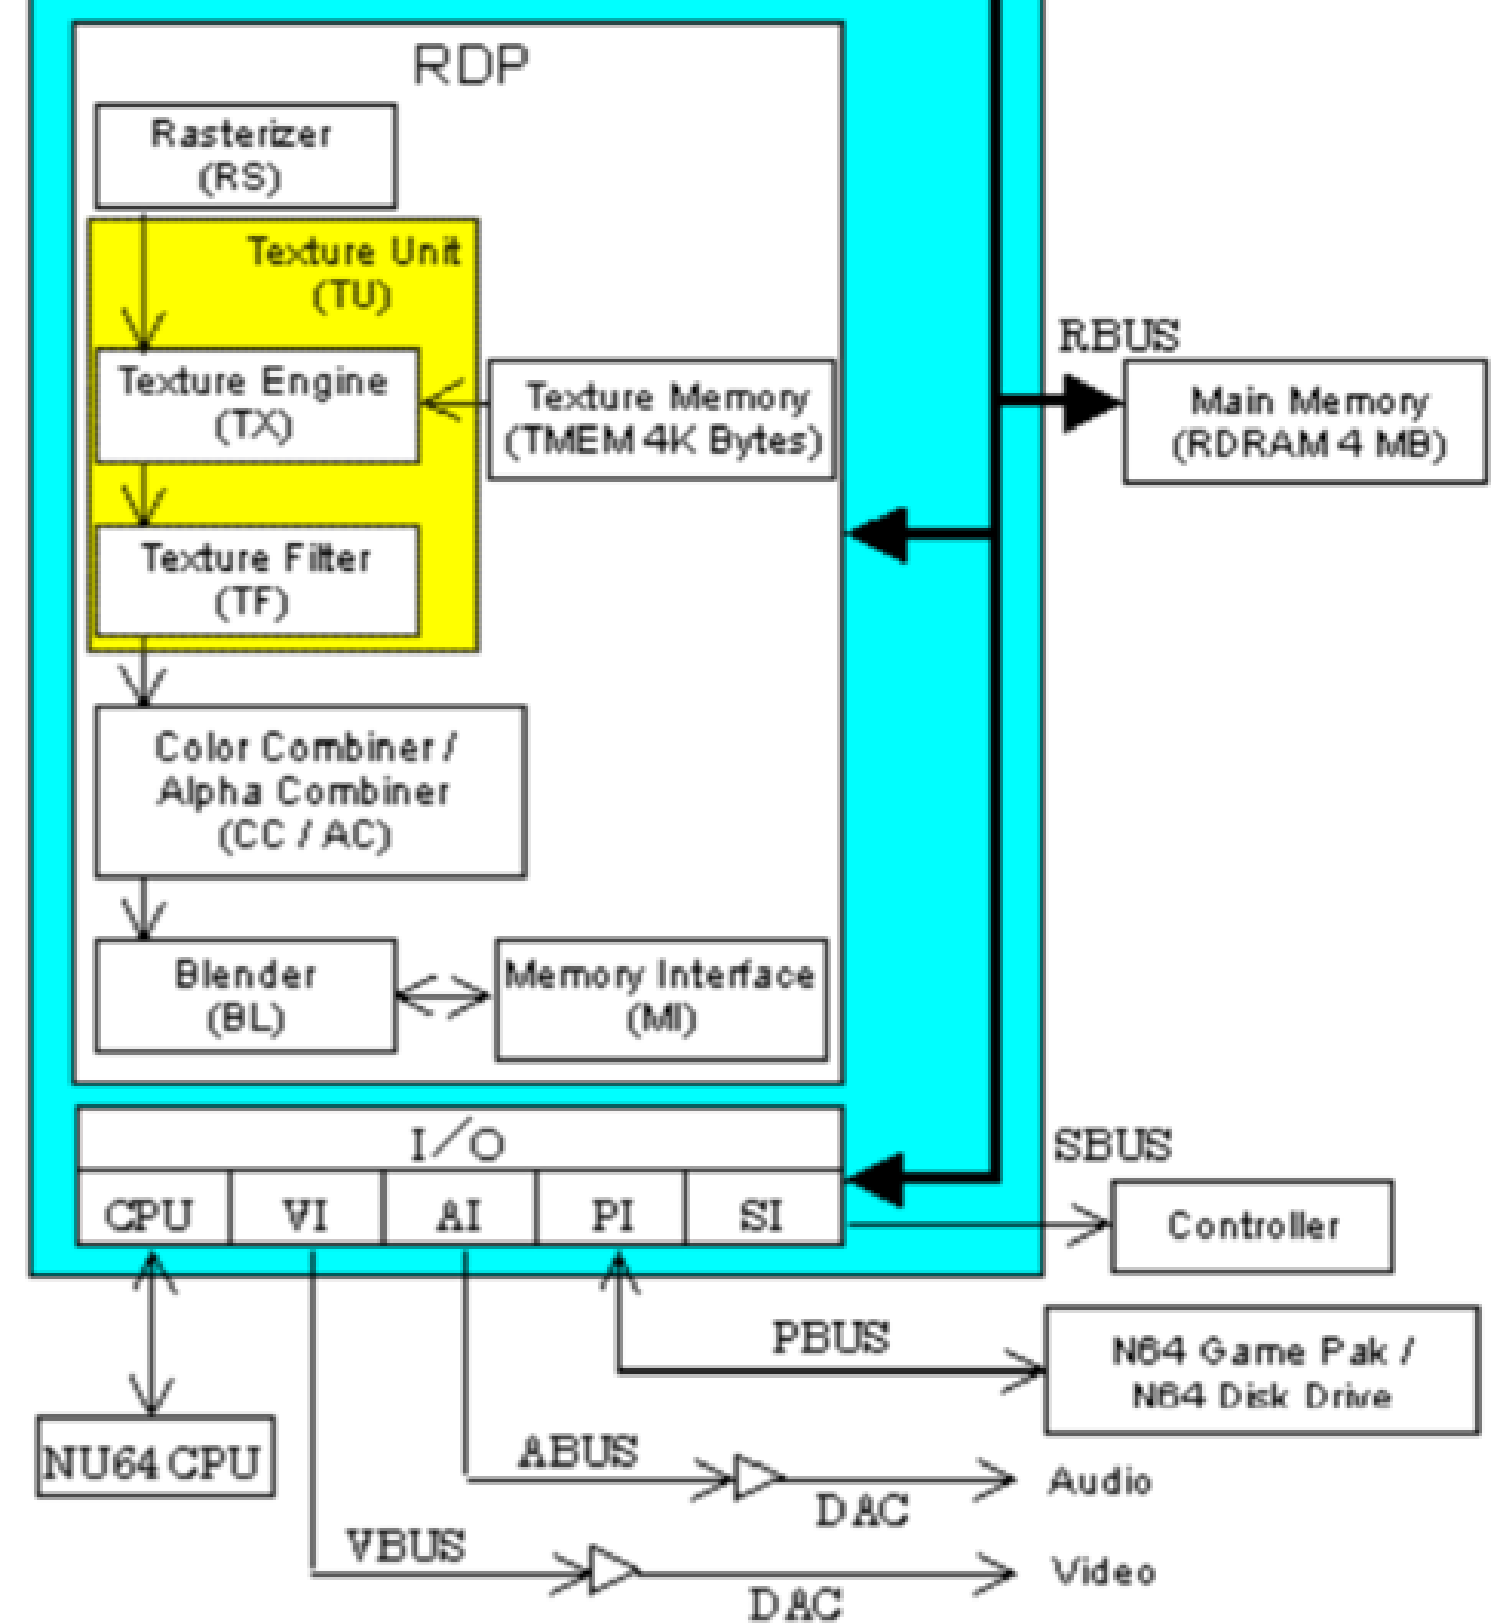 RDP
Rasterizer
(RS)
Texture Unit
(TU)
Texture Engine
(TX)
Texture Memory
(TMEM 4K Bytes)
Texture Filter
(TF)
Color Combiner /
Alpha Combiner
(CC / AC)
Blender
(BL)
Memory Interface
(MI)
RBUS
Main Memory
(RDRAM 4 MB)
I/O
CPU
VI
AI
PI
SI
SBUS
Controller
PBUS
N64 Game Pak /
N64 Disk Drive
NU64 CPU
ABUS
DAC
Audio
VBUS
DAC
Video